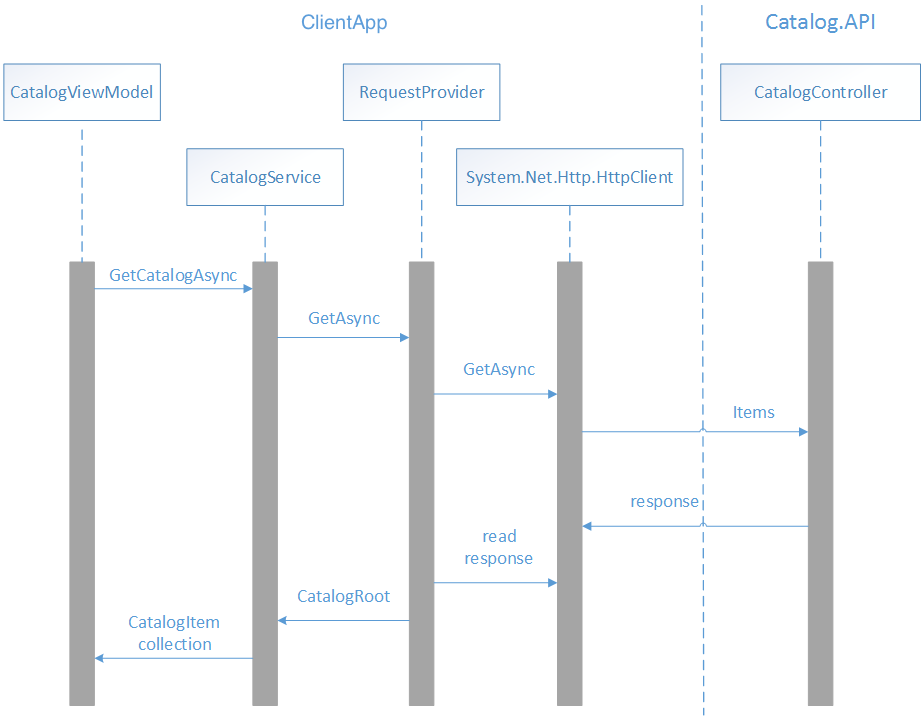 ClientApp
Catalog.API
CatalogViewModel
RequestProvider
CatalogController
CatalogService
System.Net.Http.HttpClient
GetCatalogAsync
GetAsync
GetAsync
Items
response
read
response
CatalogRoot
CatalogItem
collection